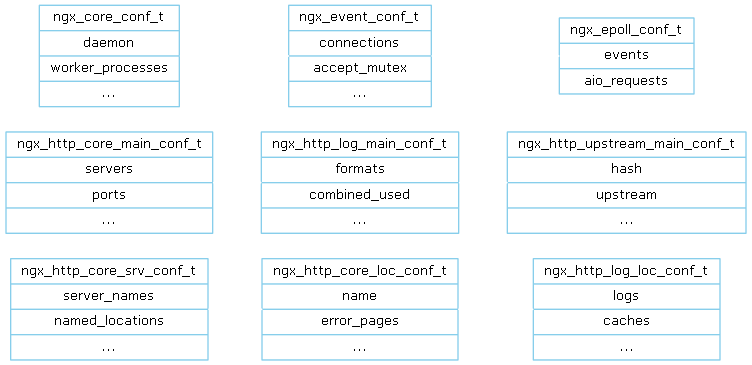 ngx_core_conf_t
daemon
worker_processes
...
ngx_event_conf_t
connections
accept_mutex
...
ngx_epoll_conf_t
events
aio_requests
ngx_http_core_main_conf_t
servers
ports
...
ngx_http_log_main_conf_t
formats
combined_used
...
ngx_http_upstream_main_conf_t
hash
upstream
...
ngx_http_core_srv_conf_t
server_names
named_locations
...
ngx_http_core_loc_conf_t
name
error_pages
...
ngx_http_log_loc_conf_t
logs
caches
...